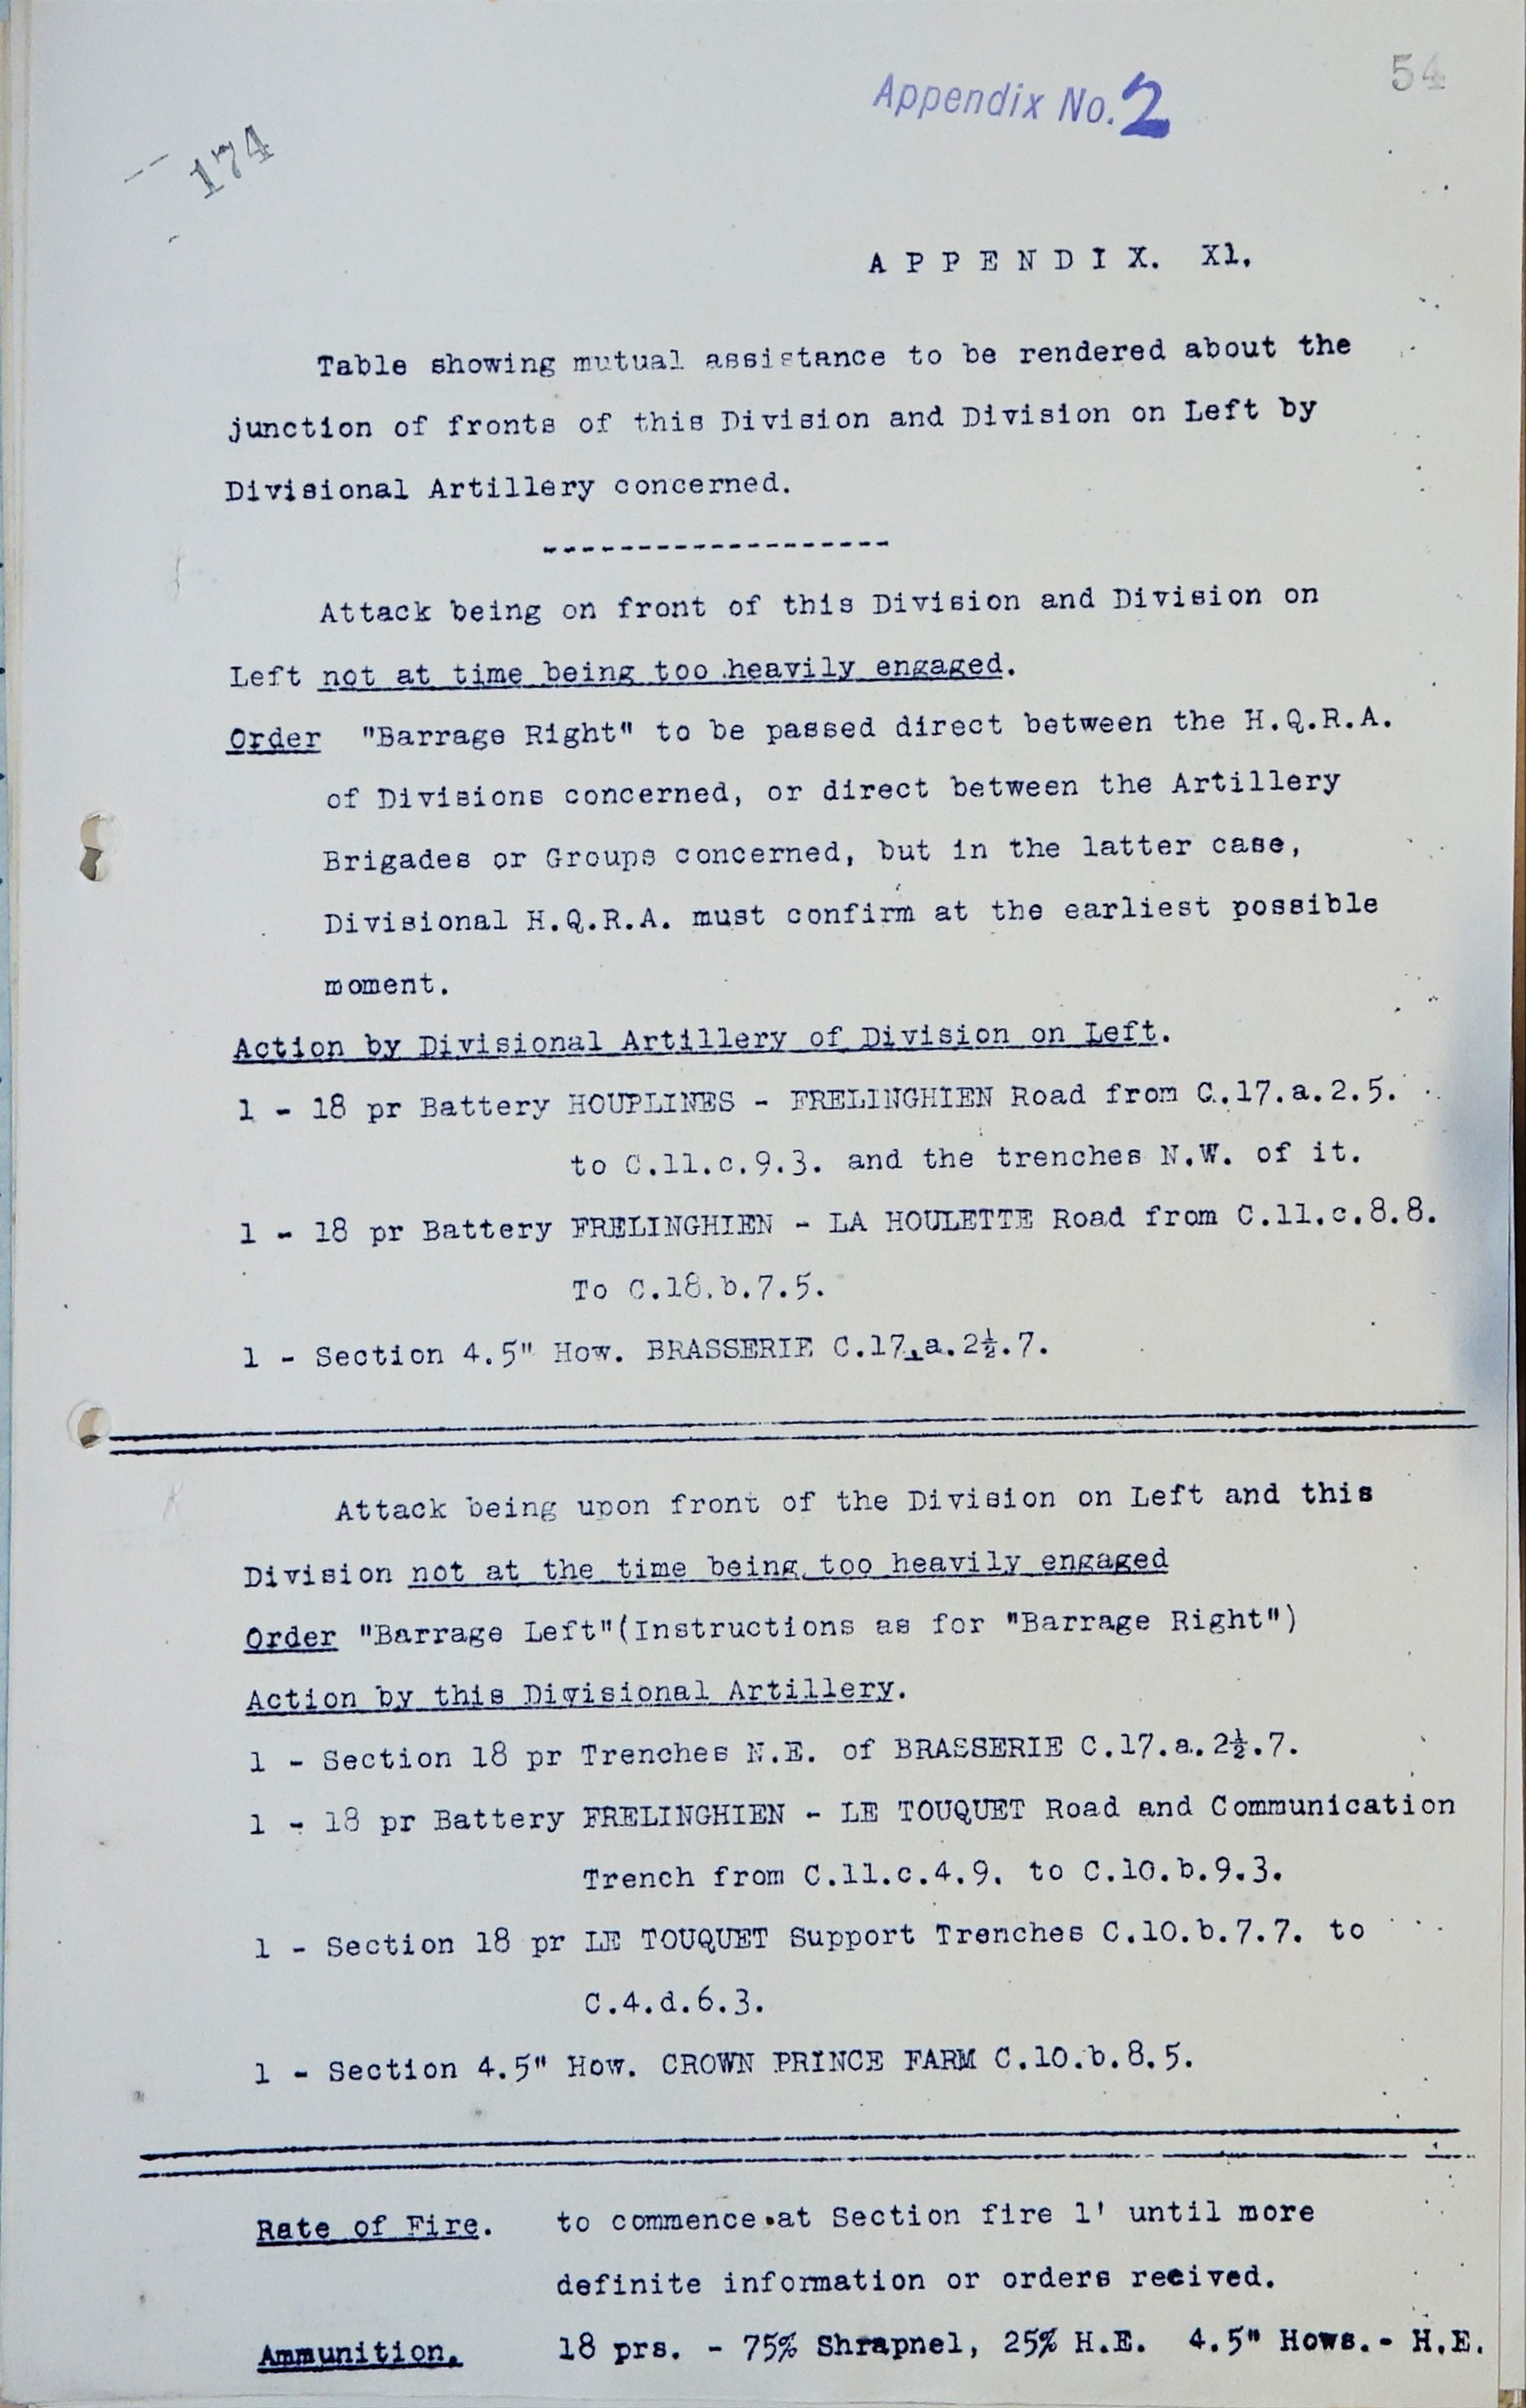 54
Appendix No. 2
174
A P P E N D I X. X1.
Table showing mutual assistance to be rendered about the
junction of fronts of this Division and Division on Left by
Divisional Artillery concerned.
-------------------
Attack being on front of this Division and Division on
Left not at time being too heavily engaged.
Order "Barrage Right" to be passed direct between the H.Q.R.A.
of Divisions concerned, or direct between the Artillery
Brigades or Groups concerned, but in the latter case,
Divisional H.Q.R.A. must confirm at the earliest possible
moment.
Action by Divisional Artillery of Division on Left.
1 - 18 pr Battery HOUPLINES - FRELINGHIEN Road from C.17.a.2.5.
to C.11.c.9.3. and the trenches N.W. of it.
1 - 18 pr Battery FRELINGHIEN - LA HOULETTE Road from C.11.c.8.8.
To C.18.b.7.5.
1 - Section 4.5" How. BRASSERIE C.17.a.2½.7.
Attack being upon front of the Division on Left and this
Division not at the time being too heavily engaged
Order "Barrage Left"(Instructions as for "Barrage Right")
Action by this Divisional Artillery.
1 - Section 18 pr Trenches N.E. of BRASSERIE C.17.a.2½.7.
1 - 18 pr Battery FRELINGHIEN - LE TOUQUET Road and Communication
Trench from C.11.c.4.9. to C.10.b.9.3.
1 - Section 18 pr LE TOUQUET Support Trenches C.10.b.7.7. to
C.4.d.6.3.
1 - Section 4.5" How. CROWN PRINCE FARM C.10.b.8.5.
Rate of Fire. to commence at Section fire 1' until more
definite information or orders recived.
Ammunition. 18 prs. - 75% Shrapnel, 25% H.E. 4.5" Hows.- H.E.